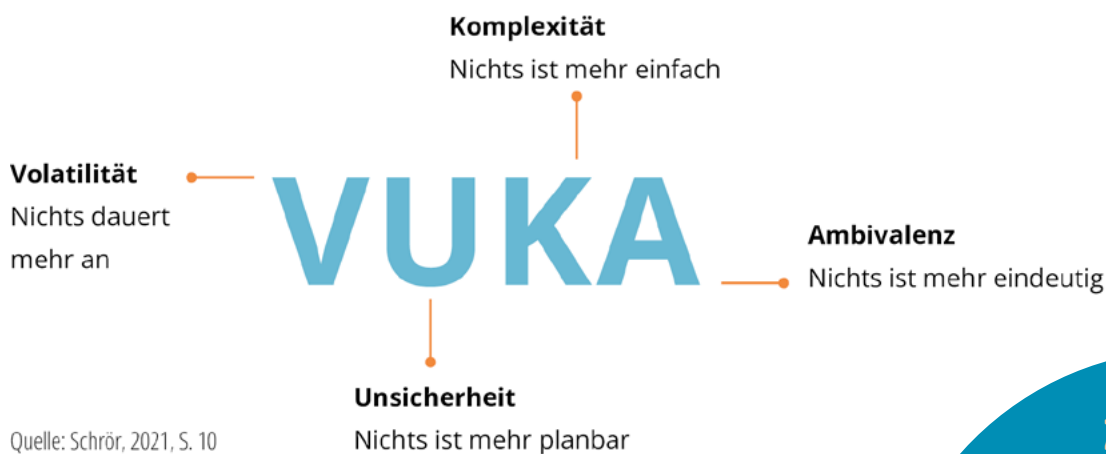 Komplexität
Nichts ist mehr einfach
Volatilität
Nichts dauert
mehr an
VUKA
Ambivalenz
Nichts ist mehr eindeutig
Unsicherheit
Nichts ist mehr planbar
Quelle: Schrör, 2021, S. 10